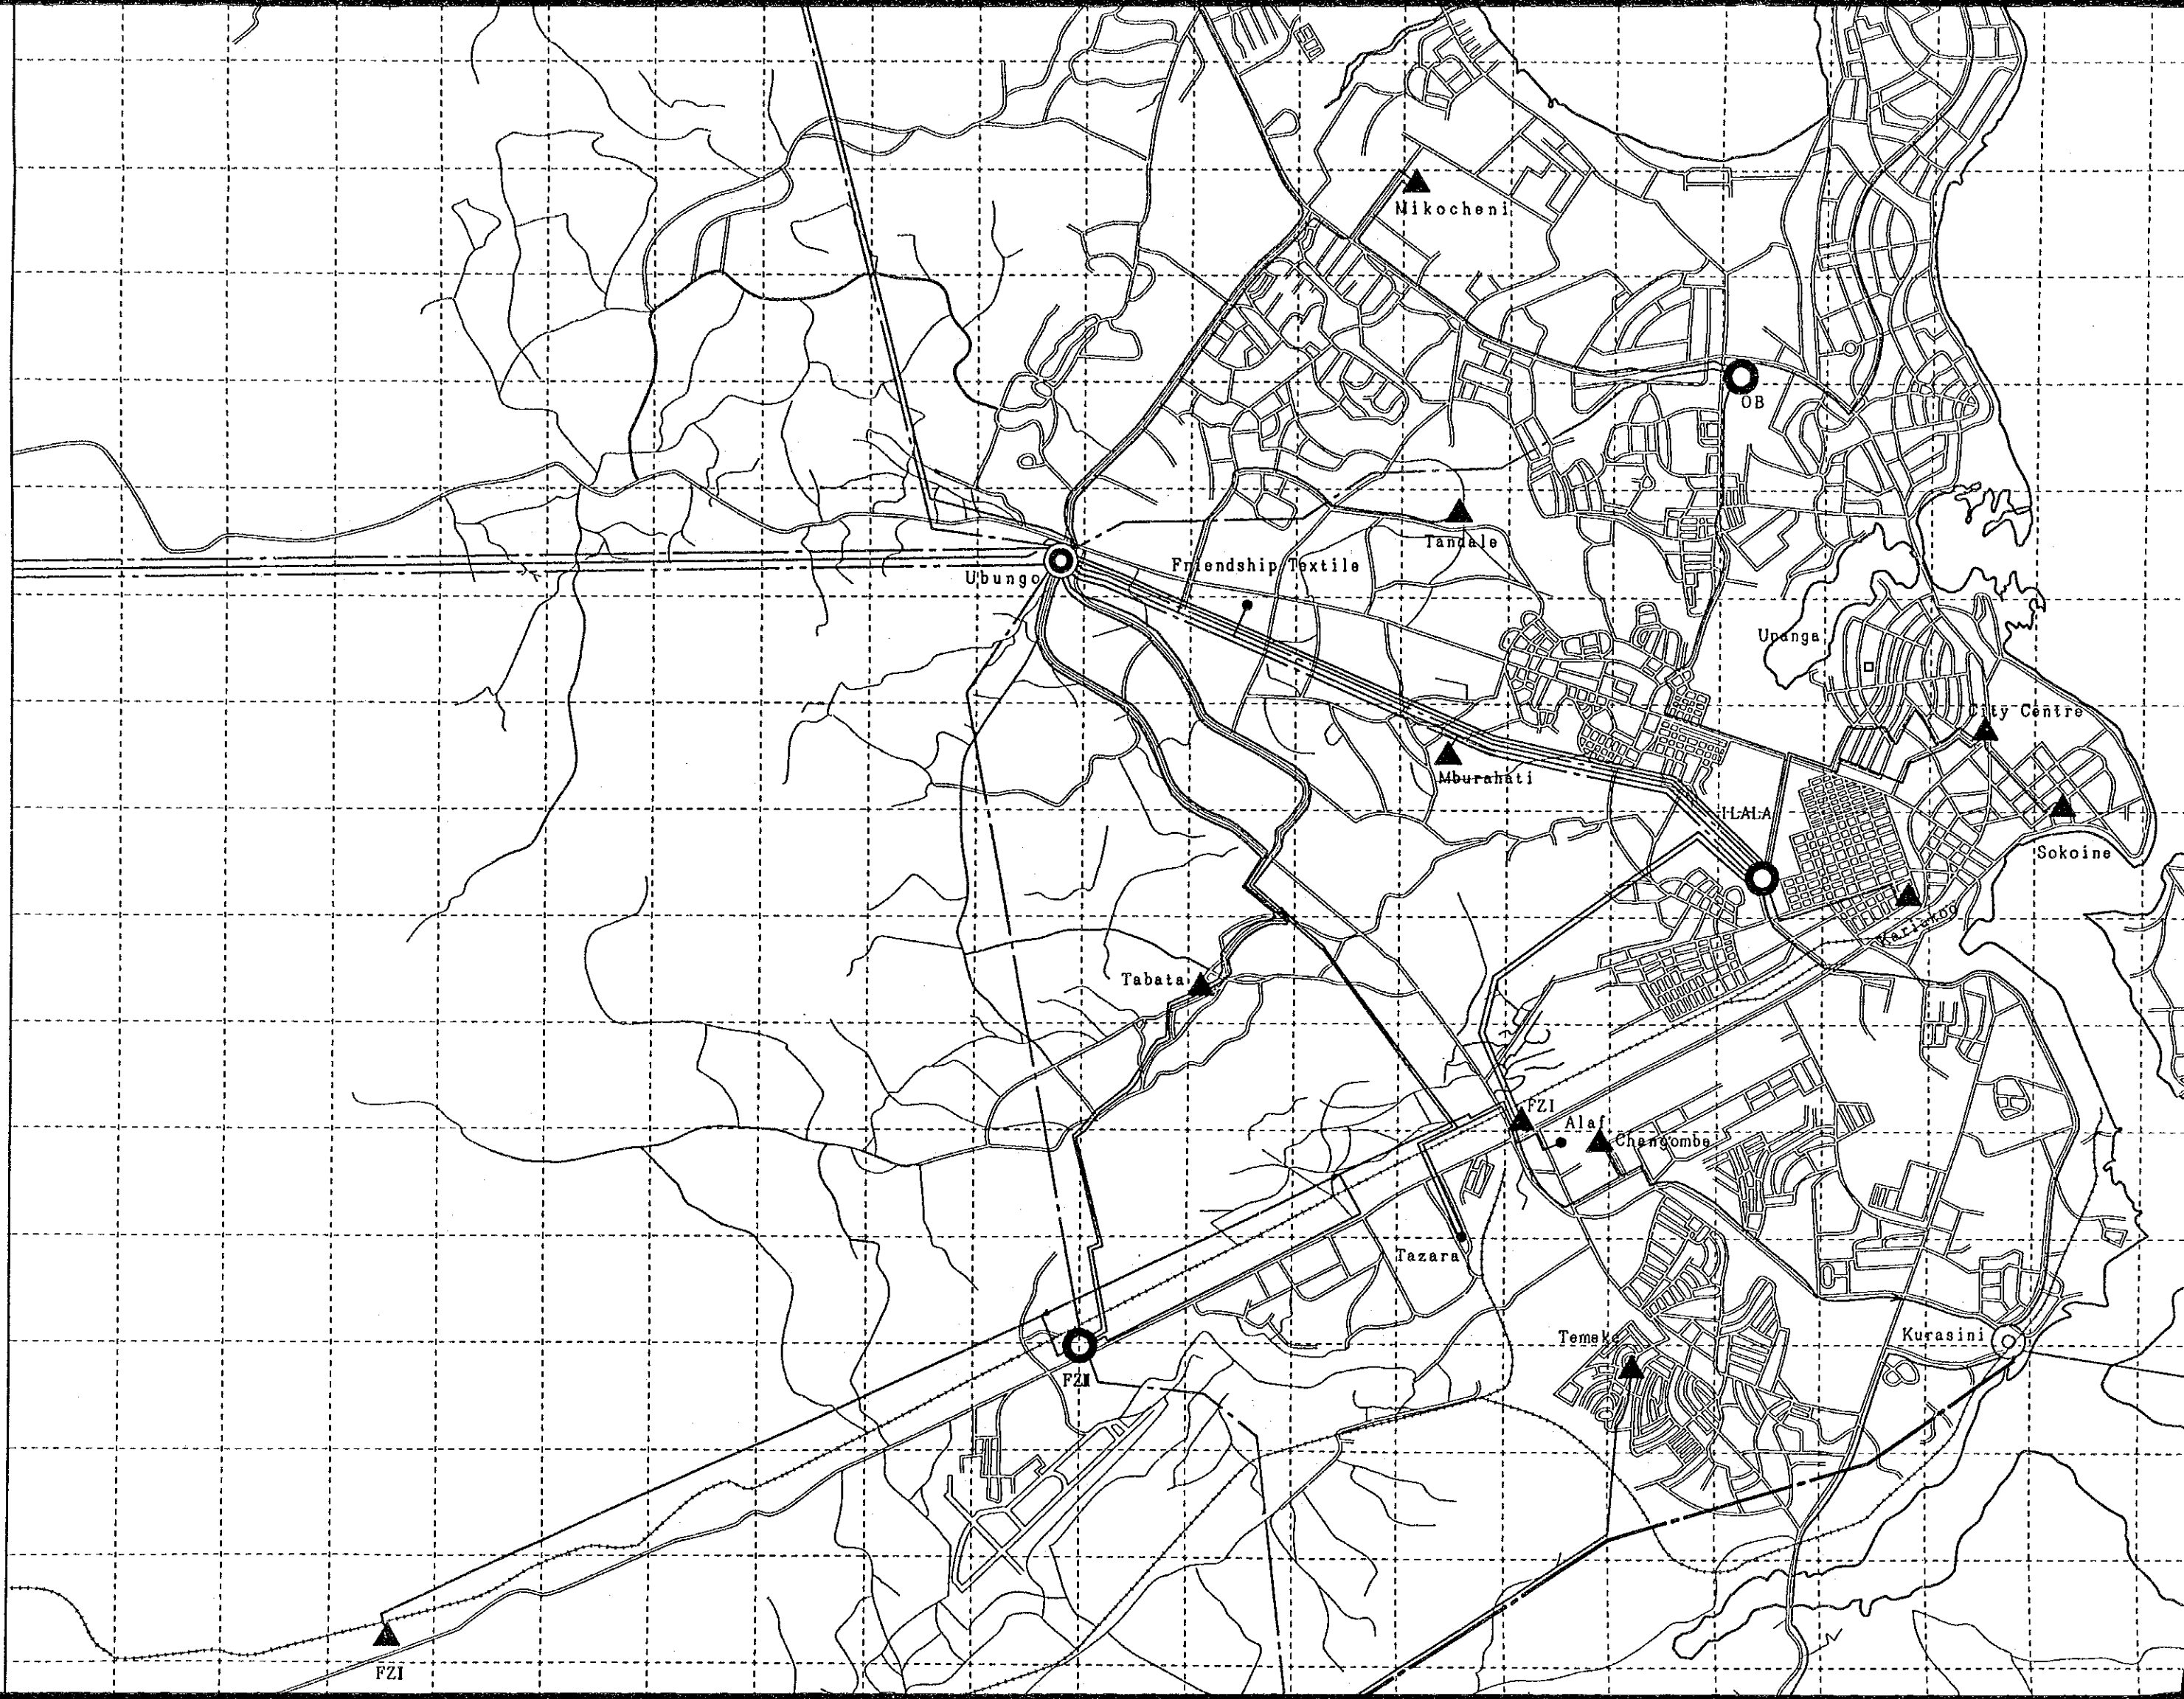 Mikocheni
OB
Tandale
Friendship Textile
Ubungo
Upanga
City Centre
Mburahati
ILALA
Sokoine
Kariakoo
Tabata
FZI
Alaf
Changombe
Tazara
Temeke
Kurasini
FZI
FZI